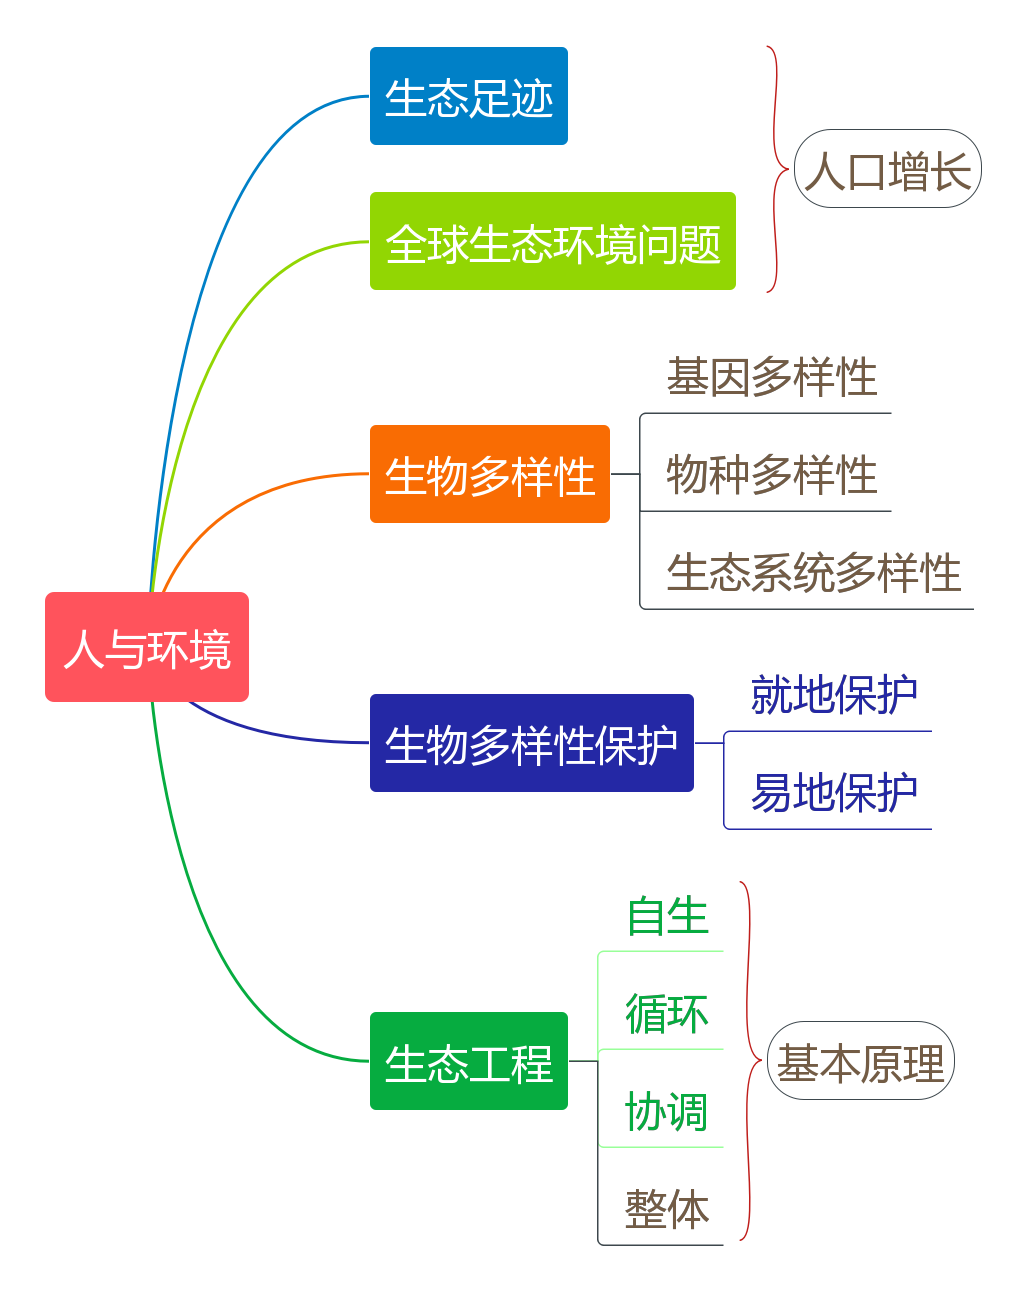 生态足迹
人口增长
全球生态环境问题
基因多样性
生物多样性
物种多样性
生态系统多样性
人与环境
就地保护
生物多样性保护
易地保护
自生
循环
生态工程
基本原理
协调
整体